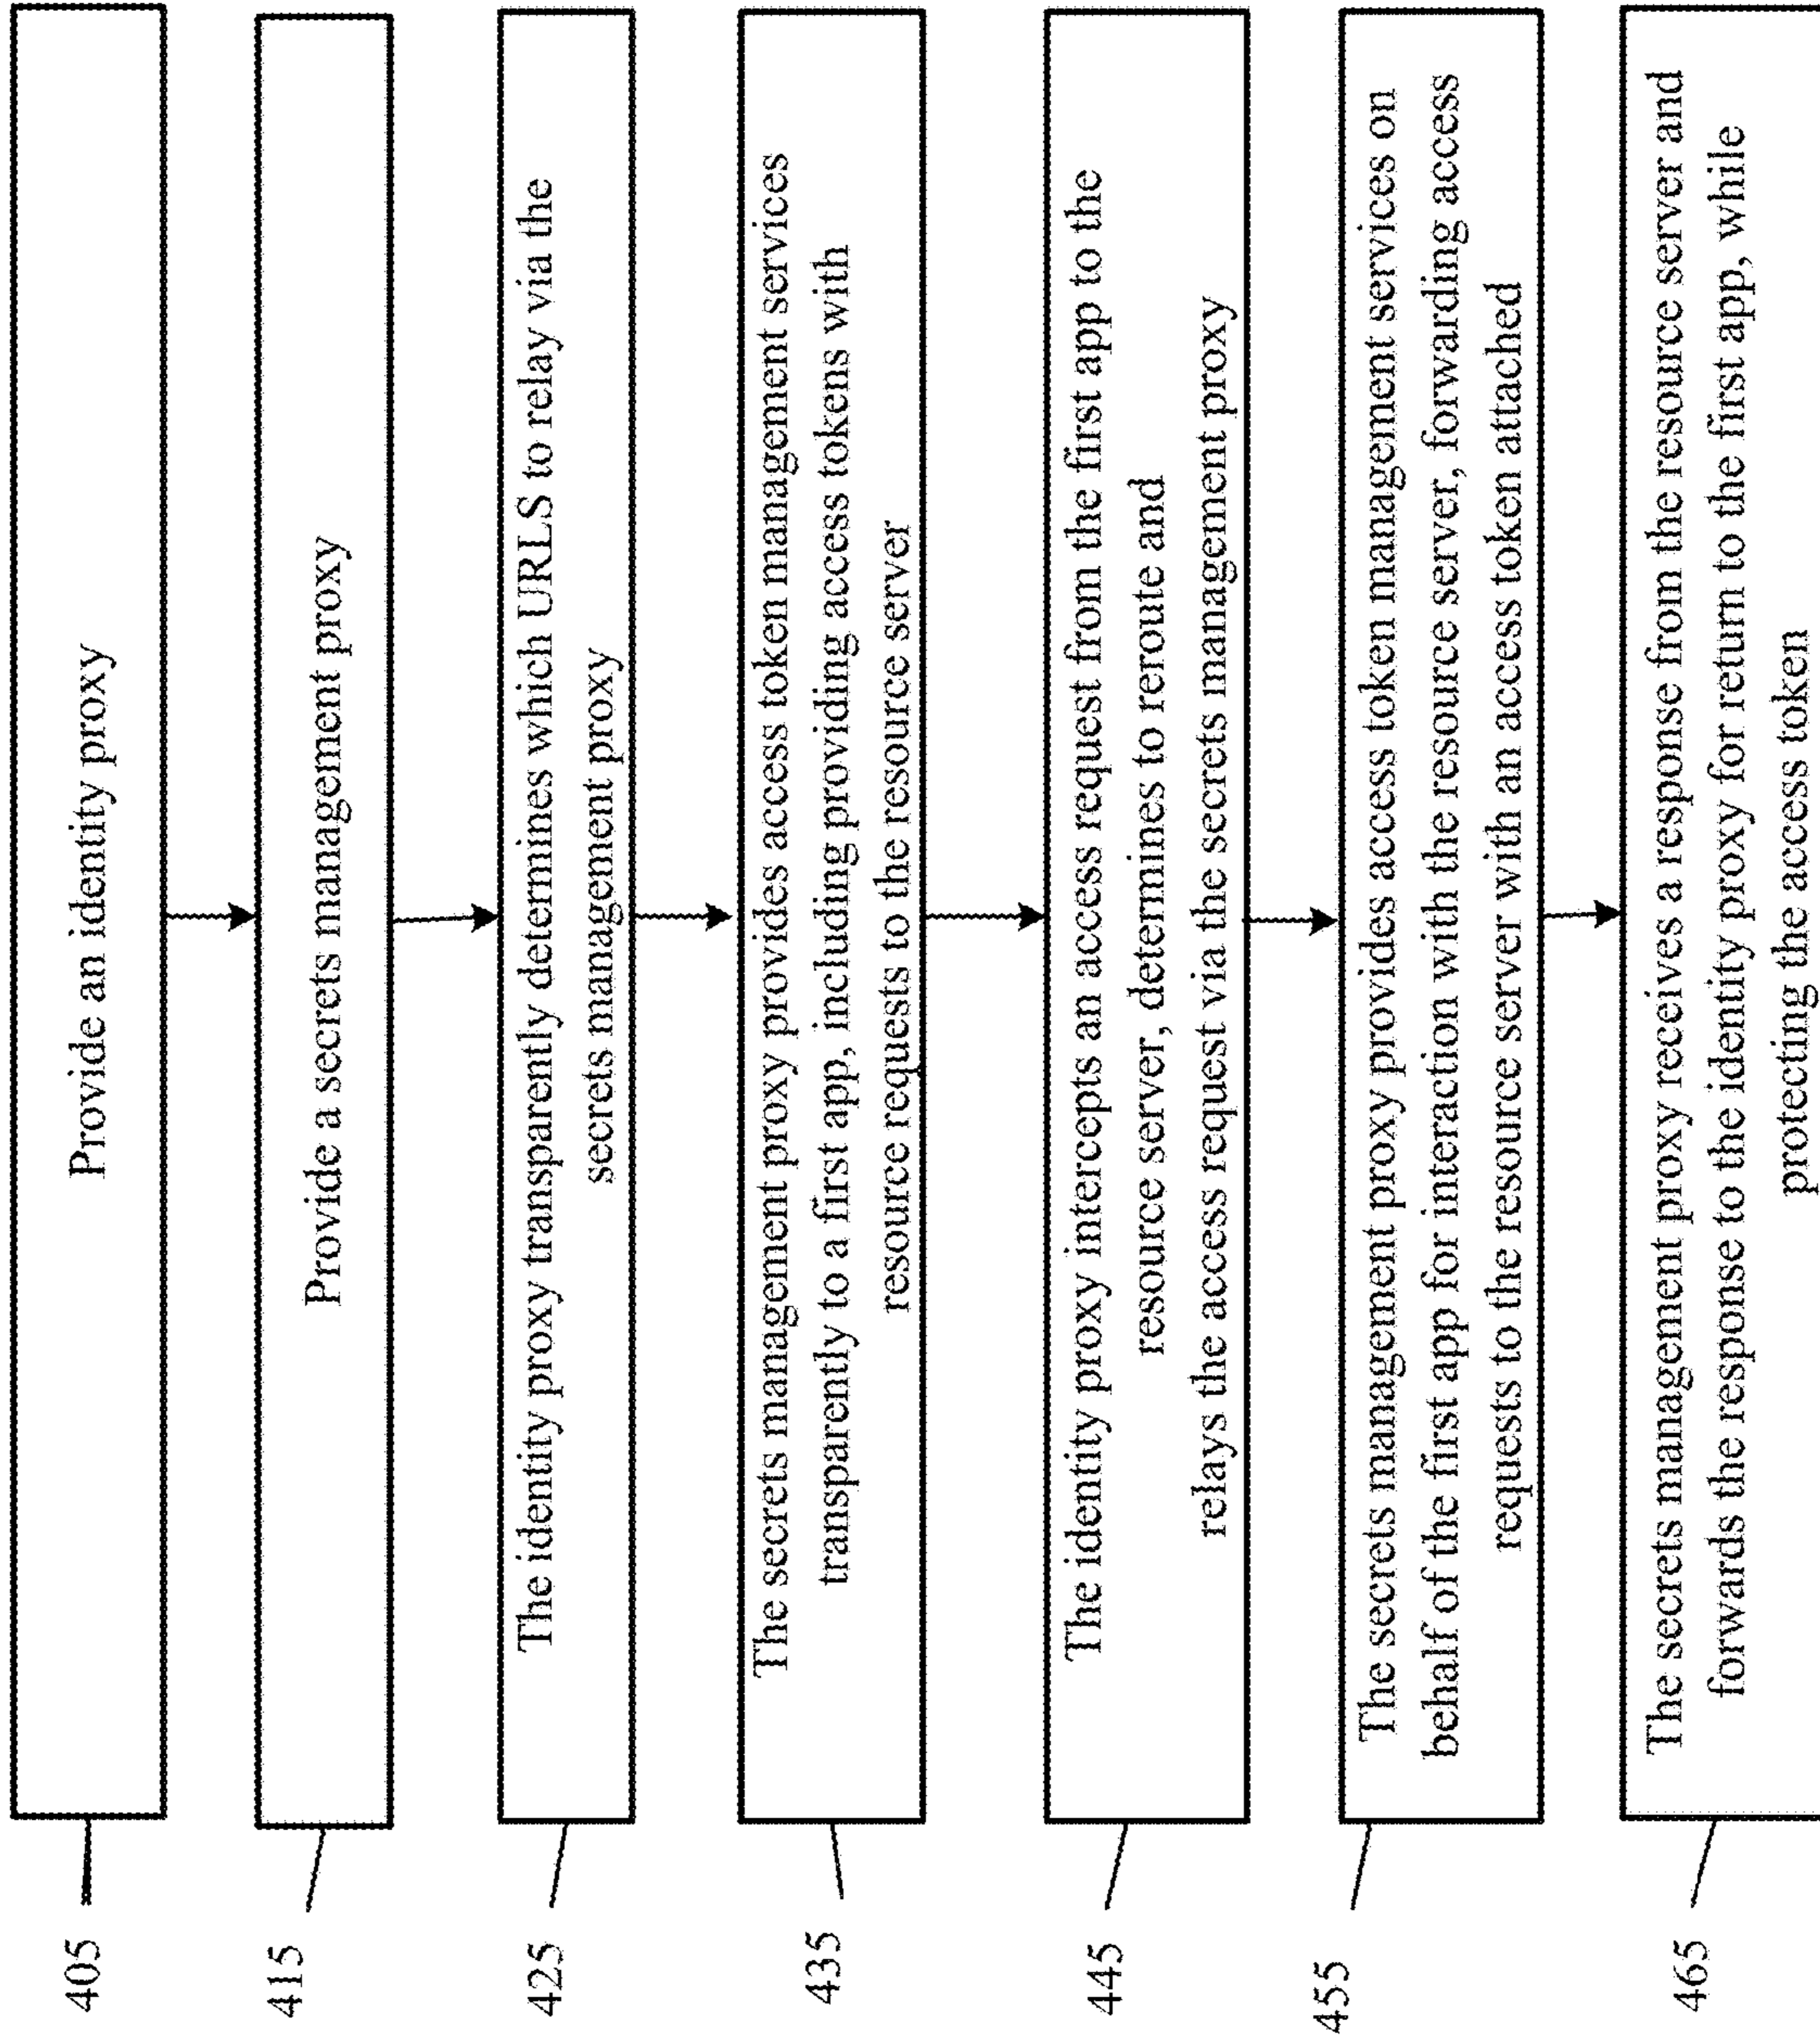 405
Provide an identity proxy
415
Provide a secrets management proxy
425
The identity proxy transparently determines which URLS to relay via the
secrets management proxy
435
The secrets management proxy provides access token management services
transparently to a first app, including providing access tokens with
resource requests to the resource server
445
The identity proxy intercepts an access request from the first app to the
resource server, determines to reroute and
relays the access request via the secrets management proxy
455
The secrets management proxy provides access token management services on
behalf of the first app for interaction with the resource server, forwarding access
requests to the resource server with an access token attached
465
The secrets management proxy receives a response from the resource server and
forwards the response to the identity proxy for return to the first app, while
protecting the access token